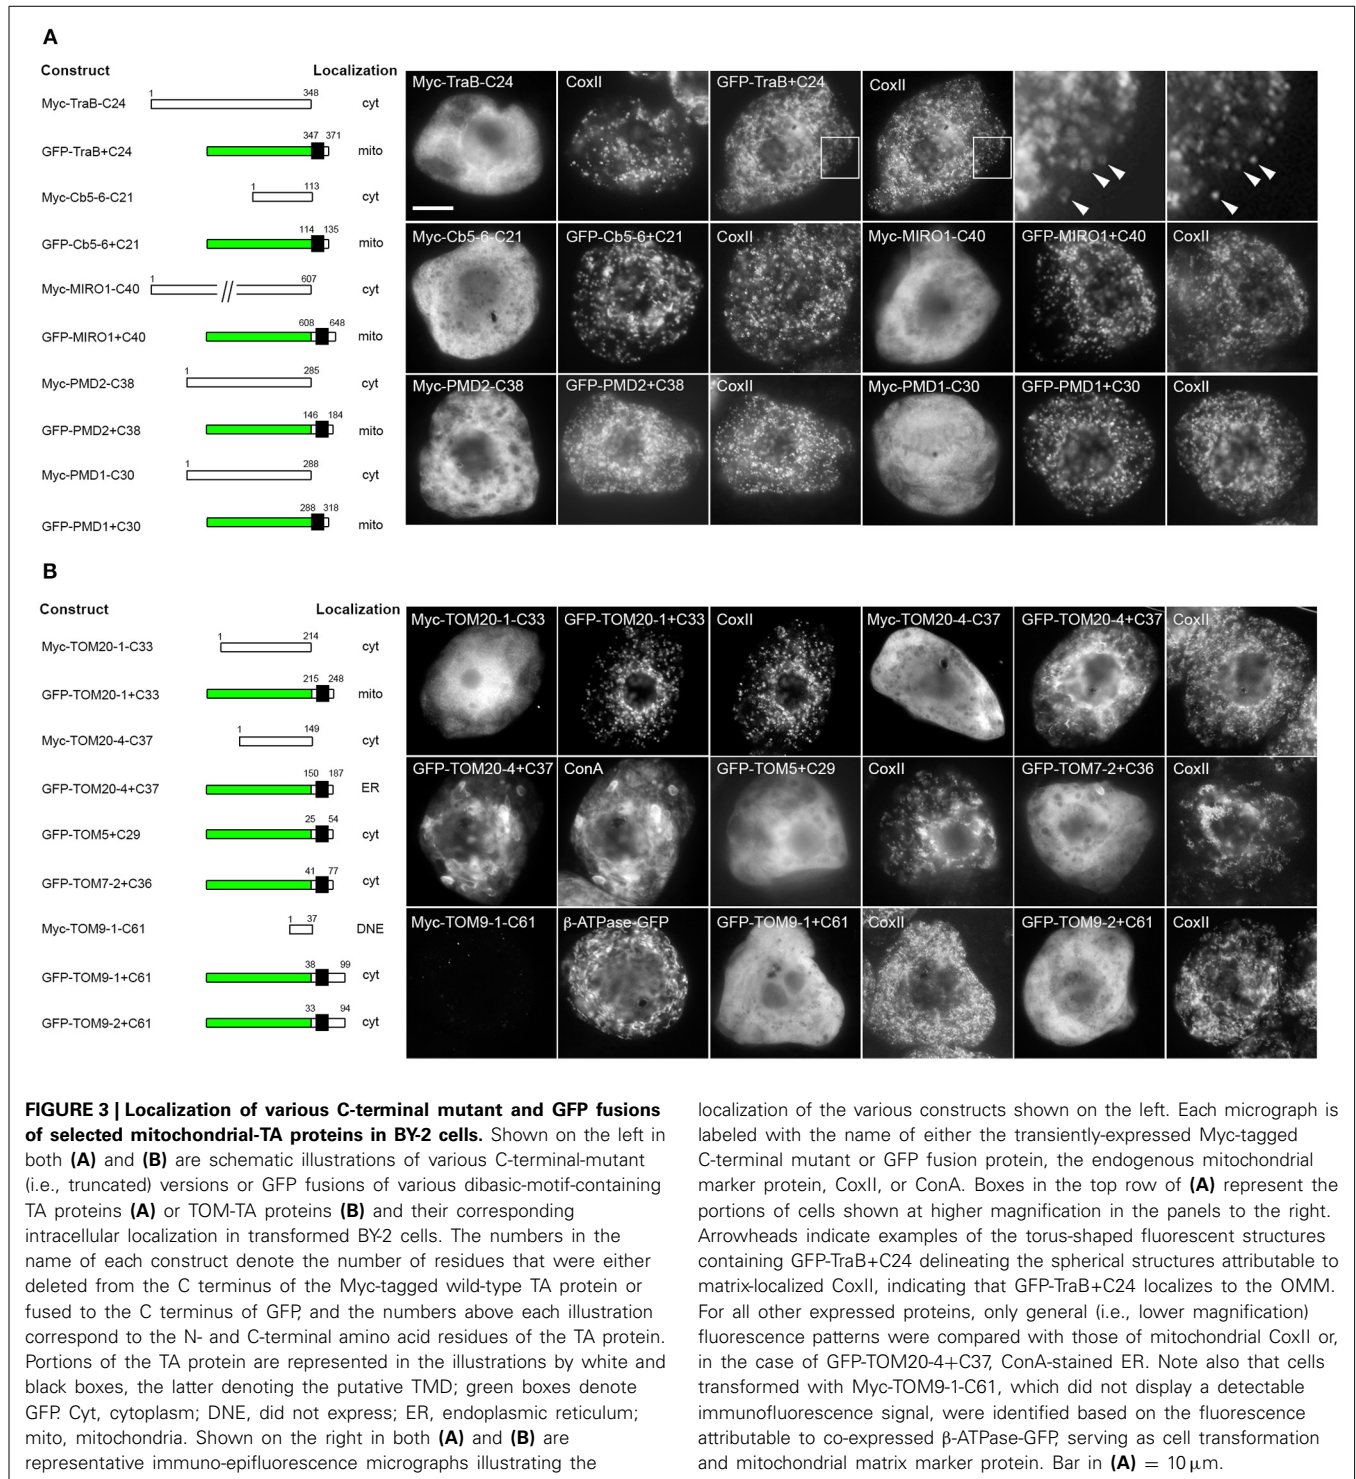 A
Construct Localization
Myc-TraB-C24 1 348 cyt
GFP-TraB+C24 347 371 mito
Myc-Cb5-6-C21 1 113 cyt
GFP-Cb5-6+C21 114 135 mito
Myc-MIRO1-C40 1 607 cyt
GFP-MIRO1+C40 608 648 mito
Myc-PMD2-C38 1 285 cyt
GFP-PMD2+C38 146 184 mito
Myc-PMD1-C30 1 288 cyt
GFP-PMD1+C30 288 318 mito
Myc-TraB-C24 CoxII GFP-TraB+C24 CoxII
Myc-Cb5-6-C21 GFP-Cb5-6+C21 CoxII Myc-MIRO1-C40 GFP-MIRO1+C40 CoxII
Myc-PMD2-C38 GFP-PMD2+C38 CoxII Myc-PMD1-C30 GFP-PMD1+C30 CoxII
B
Construct Localization
Myc-TOM20-1-C33 1 214 cyt
GFP-TOM20-1+C33 215 248 mito
Myc-TOM20-4-C37 1 149 cyt
GFP-TOM20-4+C37 150 187 ER
GFP-TOM5+C29 25 54 cyt
GFP-TOM7-2+C36 41 77 cyt
Myc-TOM9-1-C61 1 37 DNE
GFP-TOM9-1+C61 38 99 cyt
GFP-TOM9-2+C61 33 94 cyt
Myc-TOM20-1-C33 GFP-TOM20-1+C33 CoxII Myc-TOM20-4-C37 GFP-TOM20-4+C37 CoxII
GFP-TOM20-4+C37 ConA GFP-TOM5+C29 CoxII GFP-TOM7-2+C36 CoxII
Myc-TOM9-1-C61 β-ATPase-GFP GFP-TOM9-1+C61 CoxII GFP-TOM9-2+C61 CoxII
FIGURE 3 | Localization of various C-terminal mutant and GFP fusions
of selected mitochondrial-TA proteins in BY-2 cells. Shown on the left in
both (A) and (B) are schematic illustrations of various C-terminal-mutant
(i.e., truncated) versions or GFP fusions of various dibasic-motif-containing
TA proteins (A) or TOM-TA proteins (B) and their corresponding
intracellular localization in transformed BY-2 cells. The numbers in the
name of each construct denote the number of residues that were either
deleted from the C terminus of the Myc-tagged wild-type TA protein or
fused to the C terminus of GFP, and the numbers above each illustration
correspond to the N- and C-terminal amino acid residues of the TA protein.
Portions of the TA protein are represented in the illustrations by white and
black boxes, the latter denoting the putative TMD; green boxes denote
GFP. Cyt, cytoplasm; DNE, did not express; ER, endoplasmic reticulum;
mito, mitochondria. Shown on the right in both (A) and (B) are
representative immuno-epifluorescence micrographs illustrating the
localization of the various constructs shown on the left. Each micrograph is
labeled with the name of either the transiently-expressed Myc-tagged
C-terminal mutant or GFP fusion protein, the endogenous mitochondrial
marker protein, CoxII, or ConA. Boxes in the top row of (A) represent the
portions of cells shown at higher magnification in the panels to the right.
Arrowheads indicate examples of the torus-shaped fluorescent structures
containing GFP-TraB+C24 delineating the spherical structures attributable to
matrix-localized CoxII, indicating that GFP-TraB+C24 localizes to the OMM.
For all other expressed proteins, only general (i.e., lower magnification)
fluorescence patterns were compared with those of mitochondrial CoxII or,
in the case of GFP-TOM20-4+C37, ConA-stained ER. Note also that cells
transformed with Myc-TOM9-1-C61, which did not display a detectable
immunofluorescence signal, were identified based on the fluorescence
attributable to co-expressed β-ATPase-GFP, serving as cell transformation
and mitochondrial matrix marker protein. Bar in (A) = 10 μm.